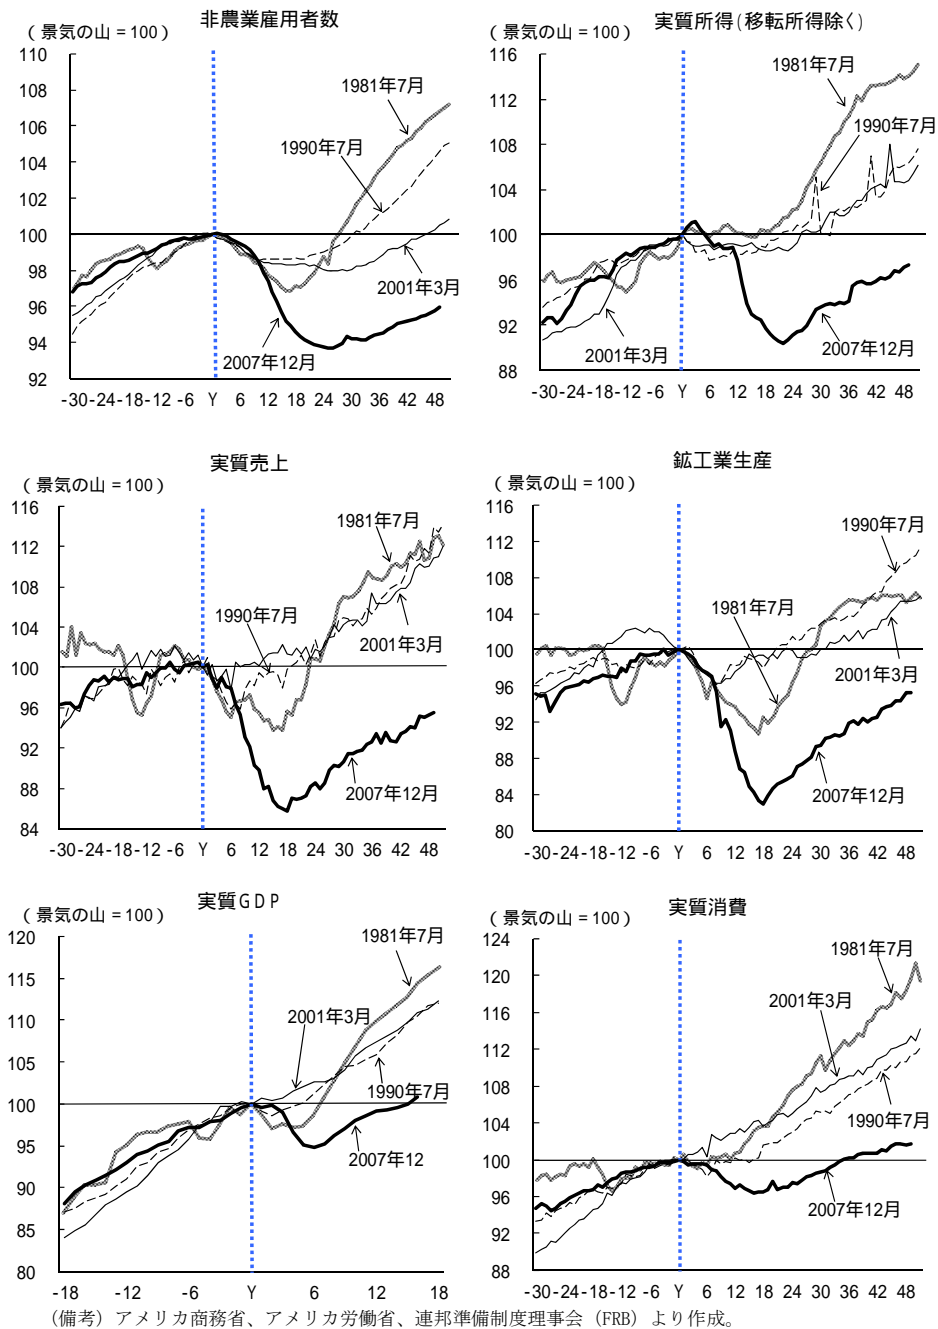 非農業雇用者数
(景気の山=100)
110
108
106
104
102
100
98
96
94
92
1981年7月
1990年7月
2001年3月
2007年12月
-30-24-18-12 -6 Y 6 12 18 24 30 36 42 48
実質所得(移転所得除く)
(景気の山=100)
116
112
108
104
100
96
92
88
1981年7月
1990年7月
2001年3月
2007年12月
-30-24-18-12 -6 Y 6 12 18 24 30 36 42 48
実質売上
(景気の山=100)
116
112
108
104
100
96
92
88
84
1981年7月
1990年7月
2001年3月
2007年12月
-30-24-18-12 -6 Y 6 12 18 24 30 36 42 48
鉱工業生産
(景気の山=100)
116
112
108
104
100
96
92
88
84
80
1990年7月
1981年7月
2001年3月
2007年12月
-30-24-18-12 -6 Y 6 12 18 24 30 36 42 48
実質GDP
(景気の山=100)
120
115
110
105
100
95
90
85
80
1981年7月
2001年3月
1990年7月
2007年12
-18 -12 -6 Y 6 12 18
実質消費
(景気の山=100)
124
120
116
112
108
104
100
96
92
88
1981年7月
2001年3月
1990年7月
2007年12月
-30-24-18-12 -6 Y 6 12 18 24 30 36 42 48
(備考) アメリカ商務省、アメリカ労働省、連邦準備制度理事会 (FRB) より作成。